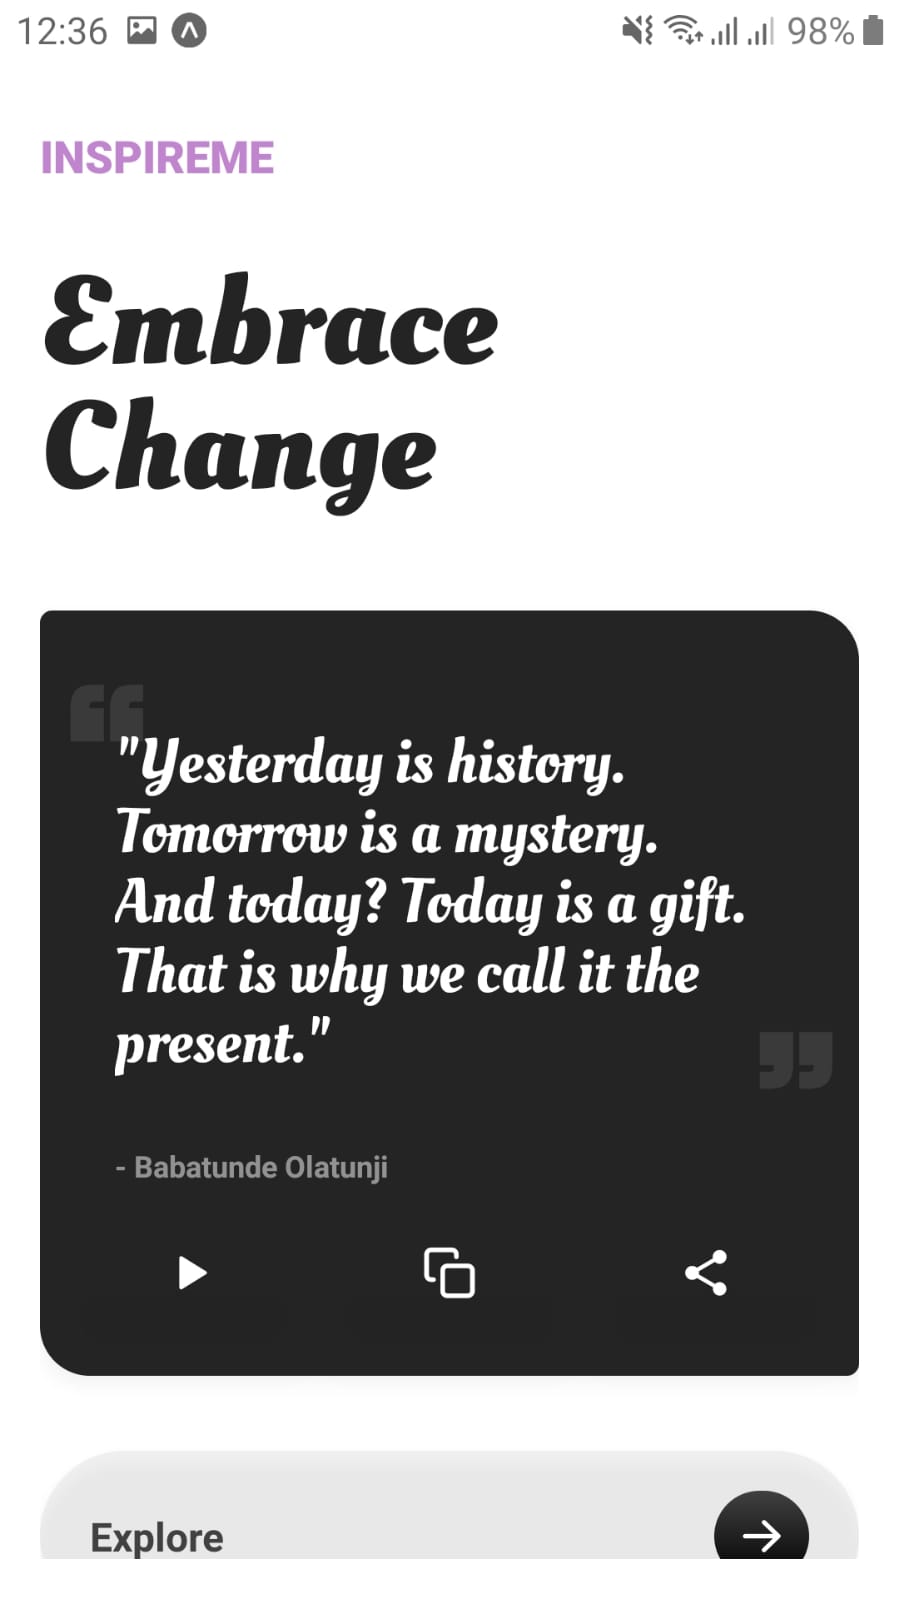 12:36 98%
INSPIREME
Embrace
Change
"Yesterday is history.
Tomorrow is a mystery.
And today? Today is a gift.
That is why we call it the
present."
- Babatunde Olatunji
Explore